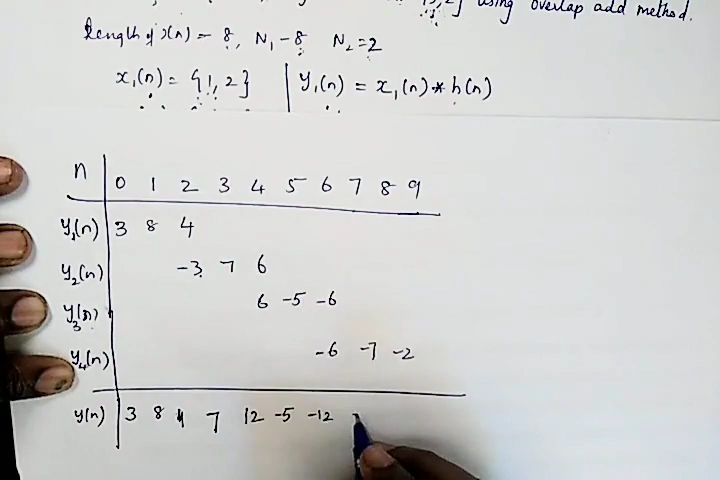 using overlap add method.
Length of x(n) = 8, N₁ - 8 N₂ = 2
x₁(n) = {1, 2} | y₁(n) = x₁(n) * h(n)
n 0 1 2 3 4 5 6 7 8 9
y₁(n) 3 8 4
y₂(n) -3 7 6
y₃(n) 6 -5 -6
y₄(n) -6 -7 -2
y(n) 3 8 1 7 12 -5 -12